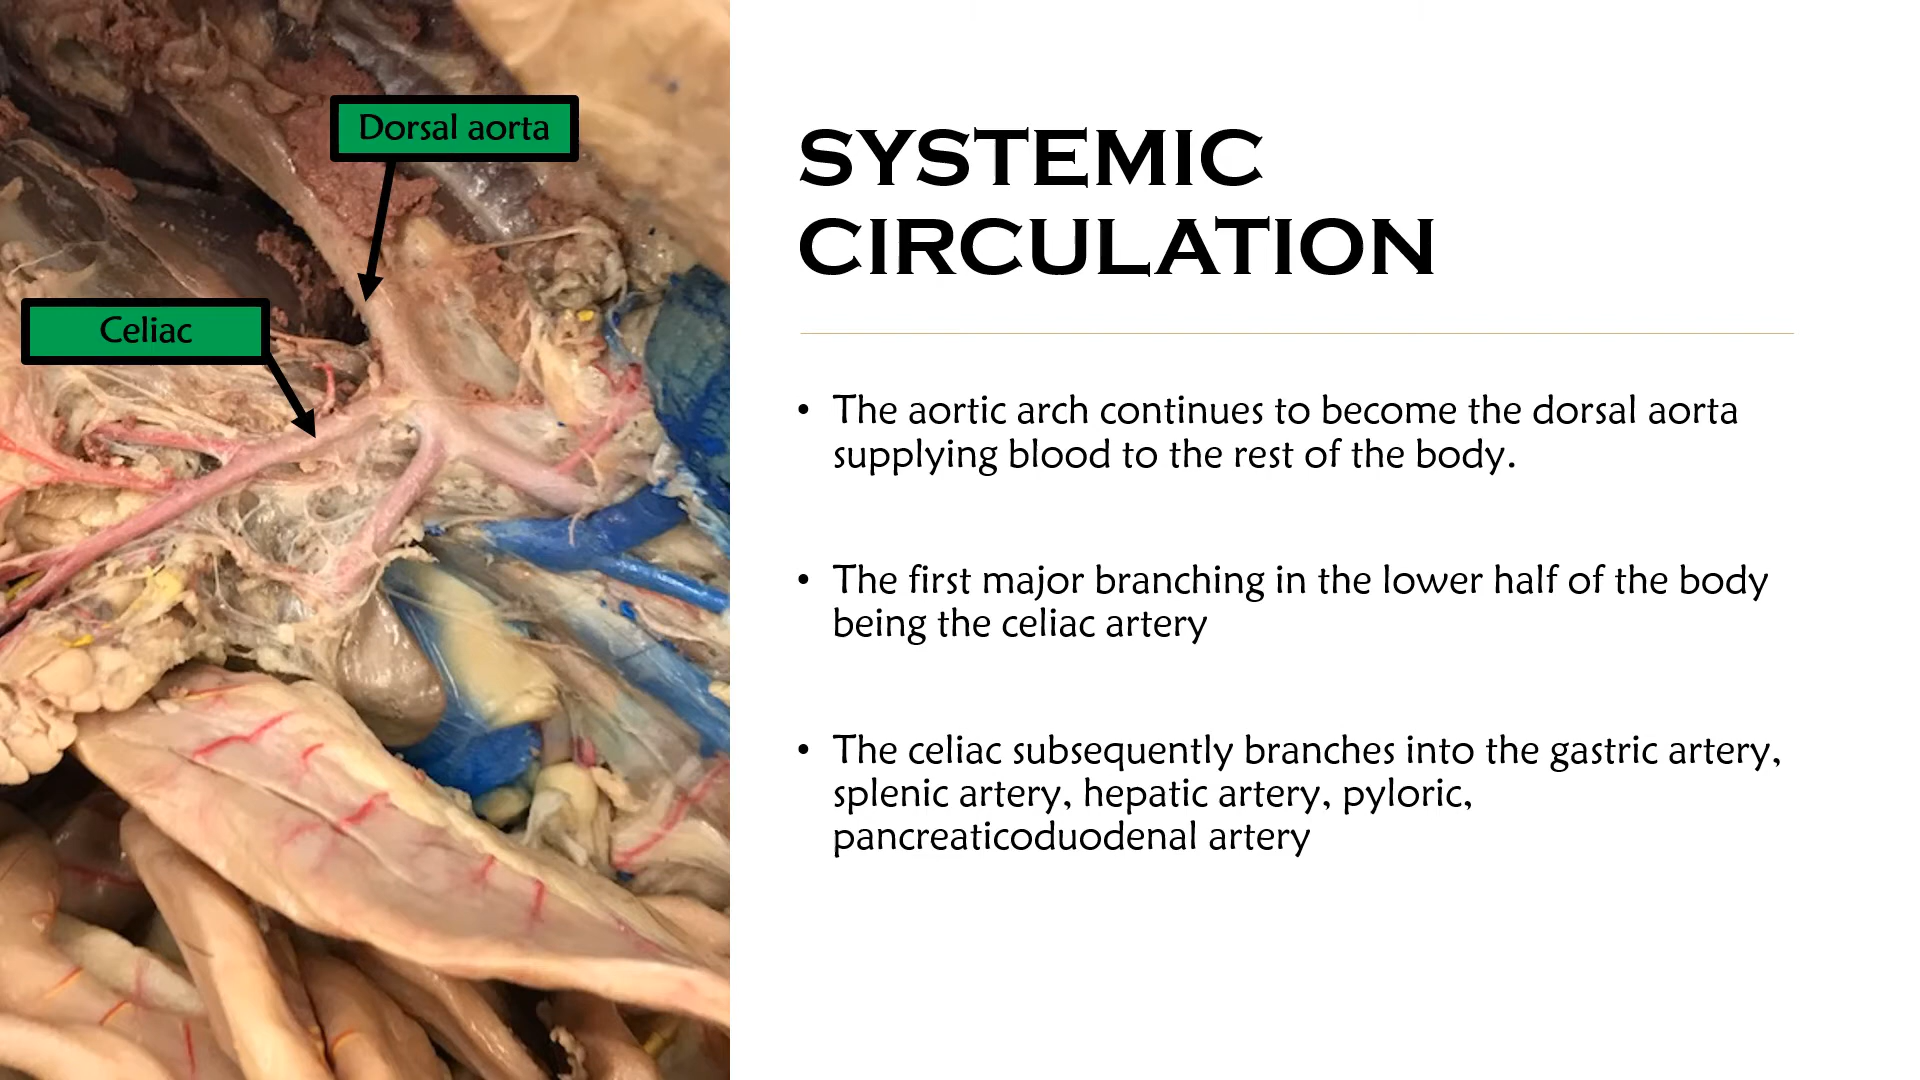 Dorsal aorta
Celiac
SYSTEMIC
CIRCULATION
• The aortic arch continues to become the dorsal aorta
supplying blood to the rest of the body.
• The first major branching in the lower half of the body
being the celiac artery
• The celiac subsequently branches into the gastric artery,
splenic artery, hepatic artery, pyloric,
pancreaticoduodenal artery